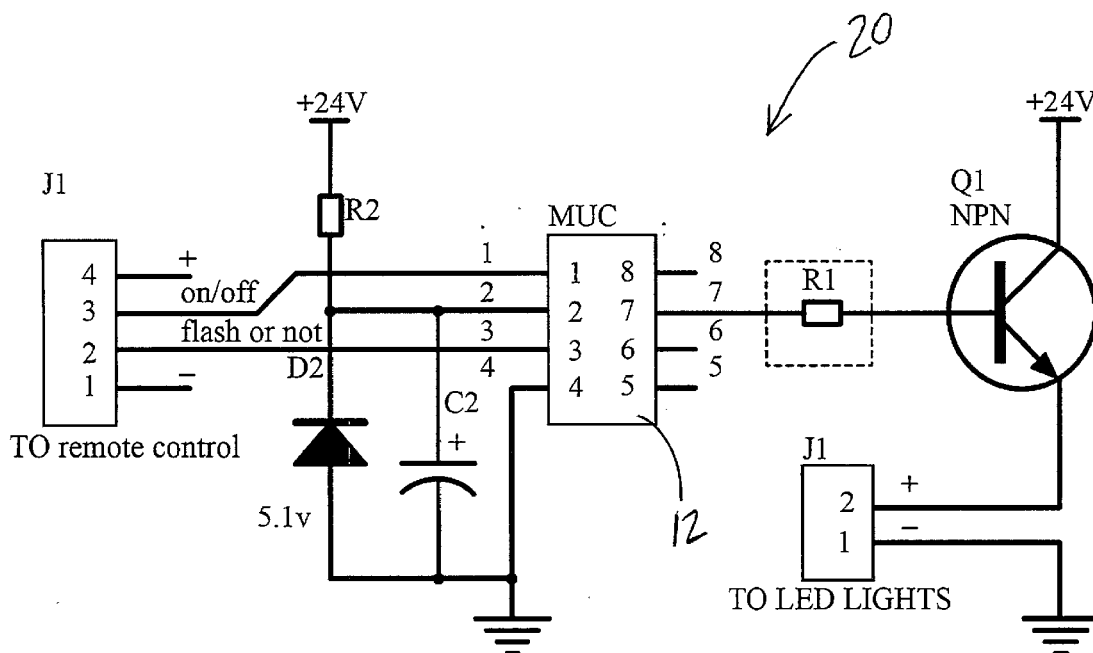 20
+24V
+24V
J1
Q1
NPN
R2
MUC
4 +
1
1 8
8
R1
on/off
3
2
2 7
7
flash or not
2
3
3 6
6
D2
4
4 5
5
1 −
C2
+
TO remote control
5.1v
12
J1
2 +
1 −
TO LED LIGHTS